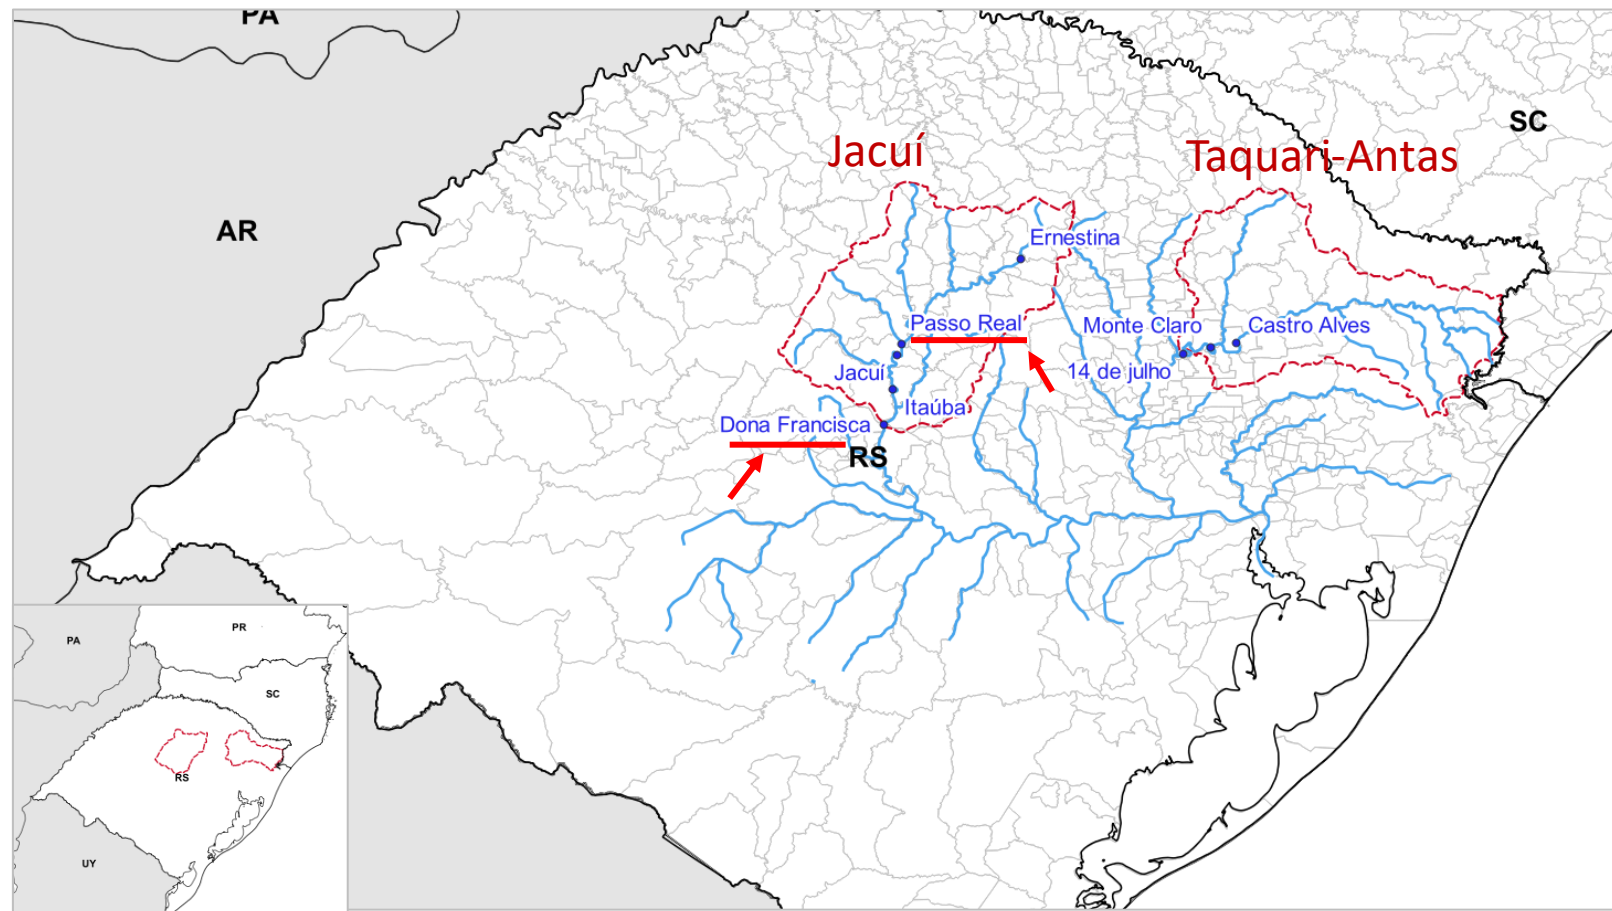 PA
SC
Jacuí
Taquari-Antas
AR
Ernestina
Passo Real
Monte Claro
Castro Alves
14 de julho
Jacuí
Itaúba
Dona Francisca
RS
PR
PA
SC
RS
UY